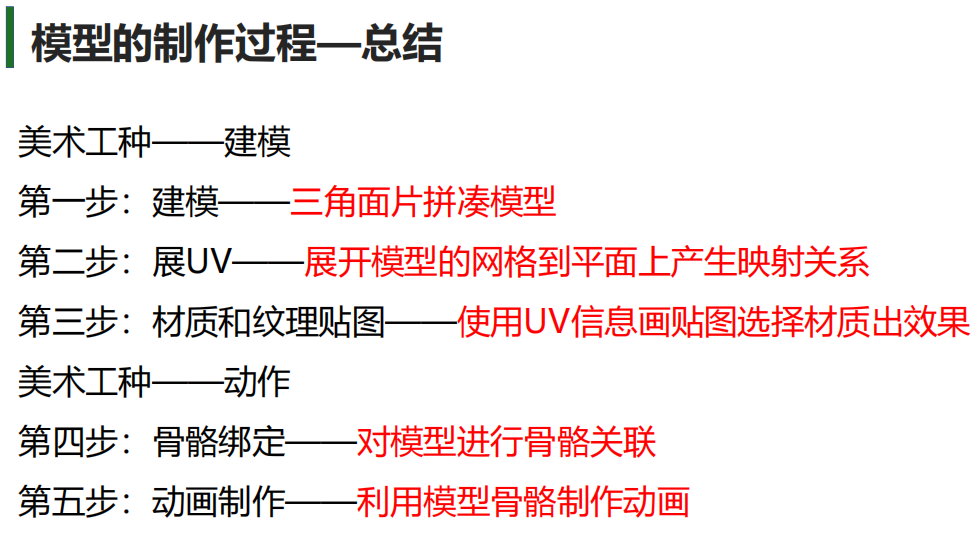 模型的制作过程—总结
美术工种——建模
第一步：建模——三角面片拼凑模型
第二步：展UV——展开模型的网格到平面上产生映射关系
第三步：材质和纹理贴图——使用UV信息画贴图选择材质出效果
美术工种——动作
第四步：骨骼绑定——对模型进行骨骼关联
第五步：动画制作——利用模型骨骼制作动画